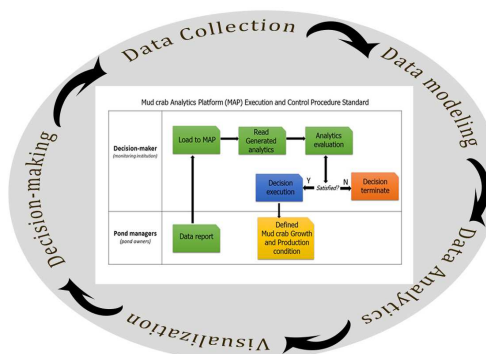 Data Collection
Data modeling
Data Analytics
Visualization
Decision-making
Mud crab Analytics Platform (MAP) Execution and Control Procedure Standard
Decision-maker
(monitoring institution)
Load to MAP
Read
Generated
analytics
Analytics
evaluation
Decision
execution
Y
Satisfied?
N
Decision
terminate
Pond managers
(pond owners)
Data report
Defined
Mud crab Growth
and Production
condition